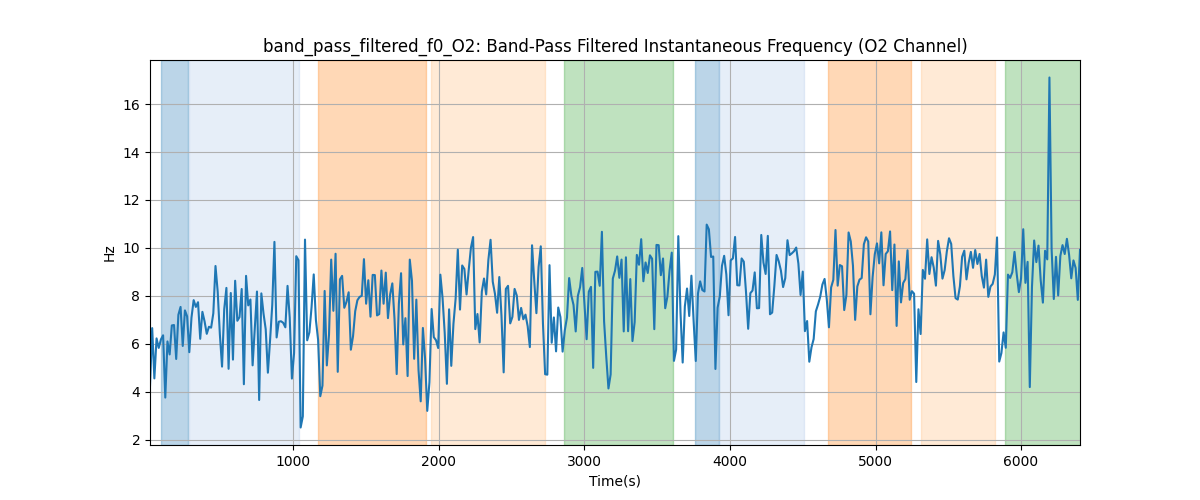 band_pass_filtered_f0_O2: Band-Pass Filtered Instantaneous Frequency (O2 Channel)
Hz
16
14
12
10
8
6
4
2
1000 2000 3000 4000 5000 6000
Time(s)